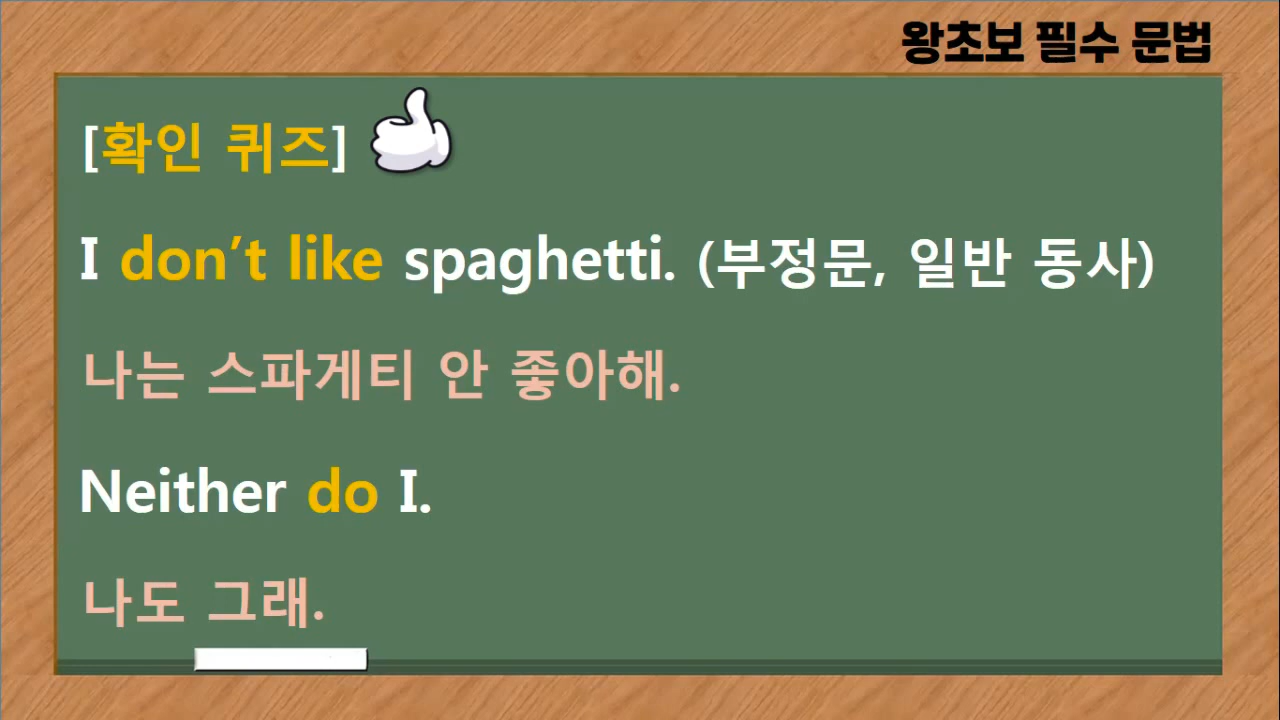 왕초보 필수 문법
[확인 퀴즈]
I don’t like spaghetti. (부정문, 일반 동사)
나는 스파게티 안 좋아해.
Neither do I.
나도 그래.